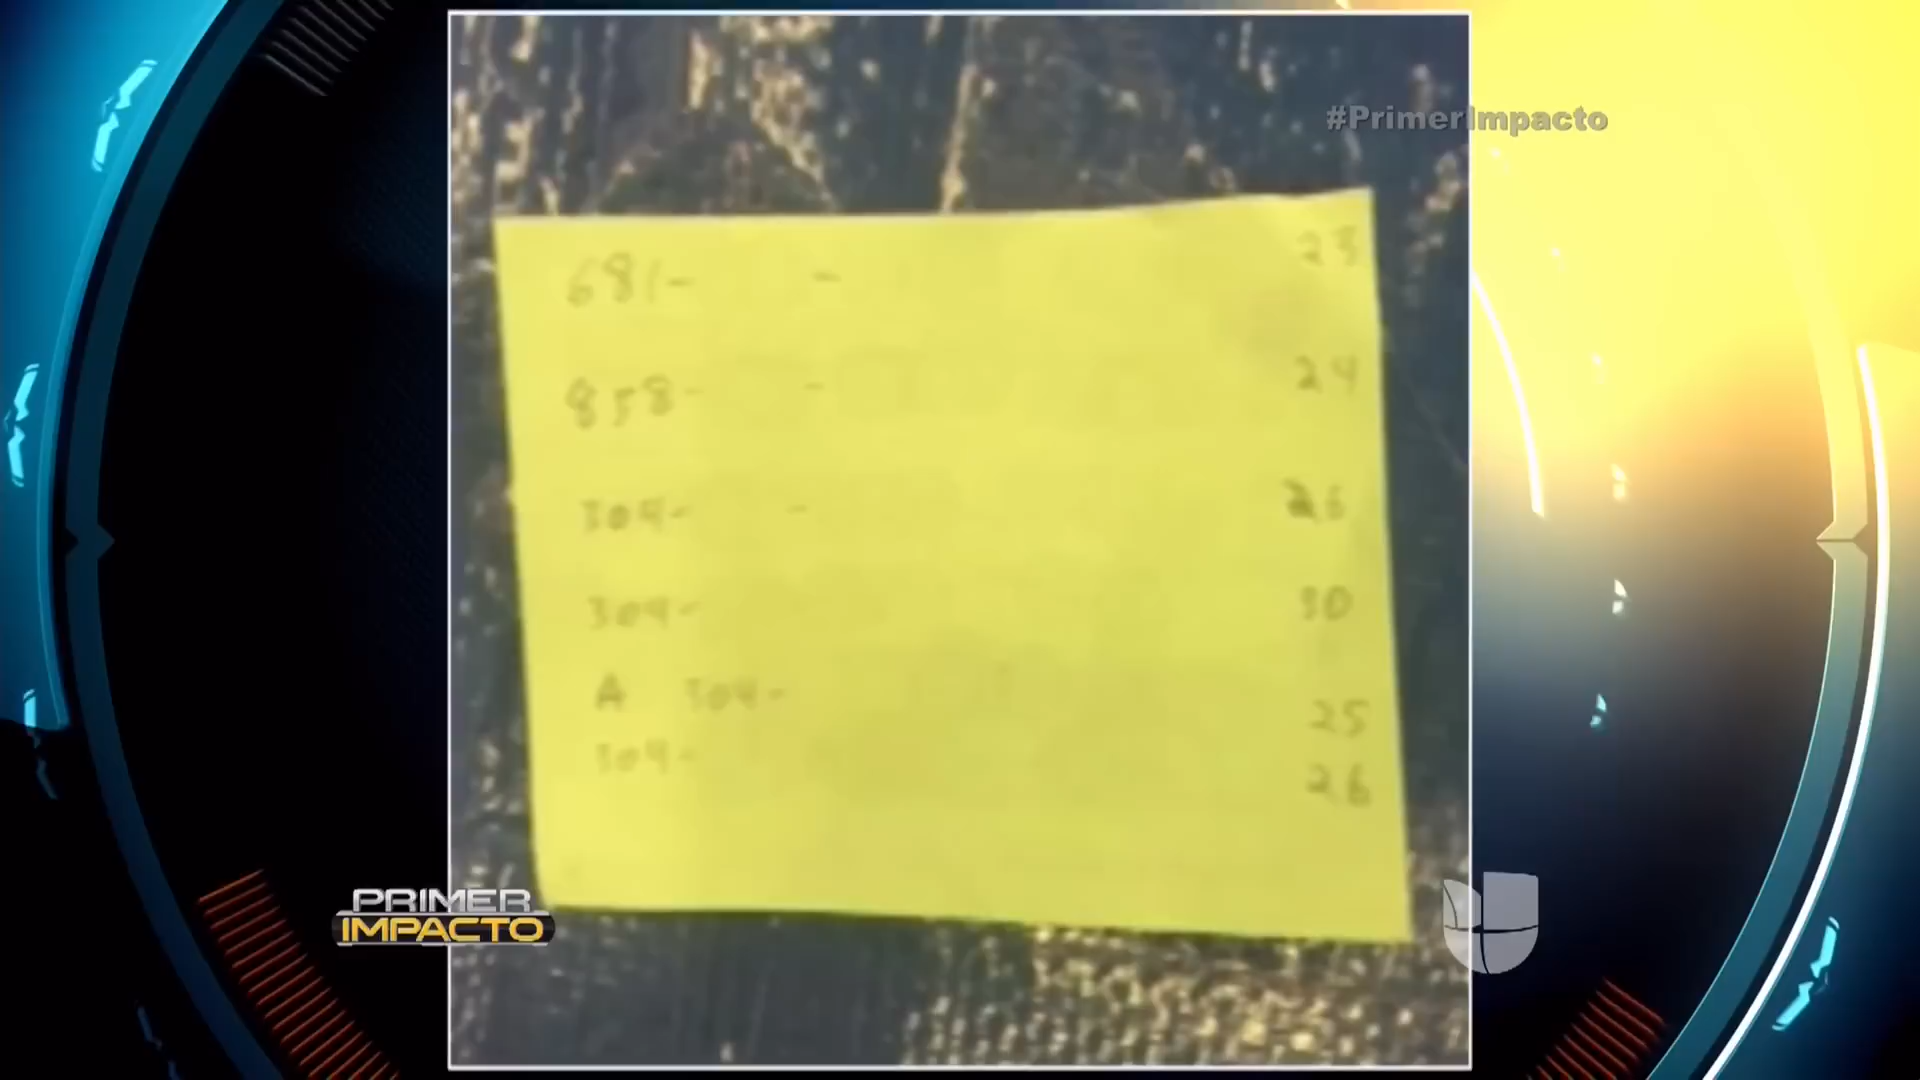 #PrimerImpacto
681- - 23
858- - 24
304- - 26
304- 30
A 304- 25
304- 26
PRIMER
IMPACTO